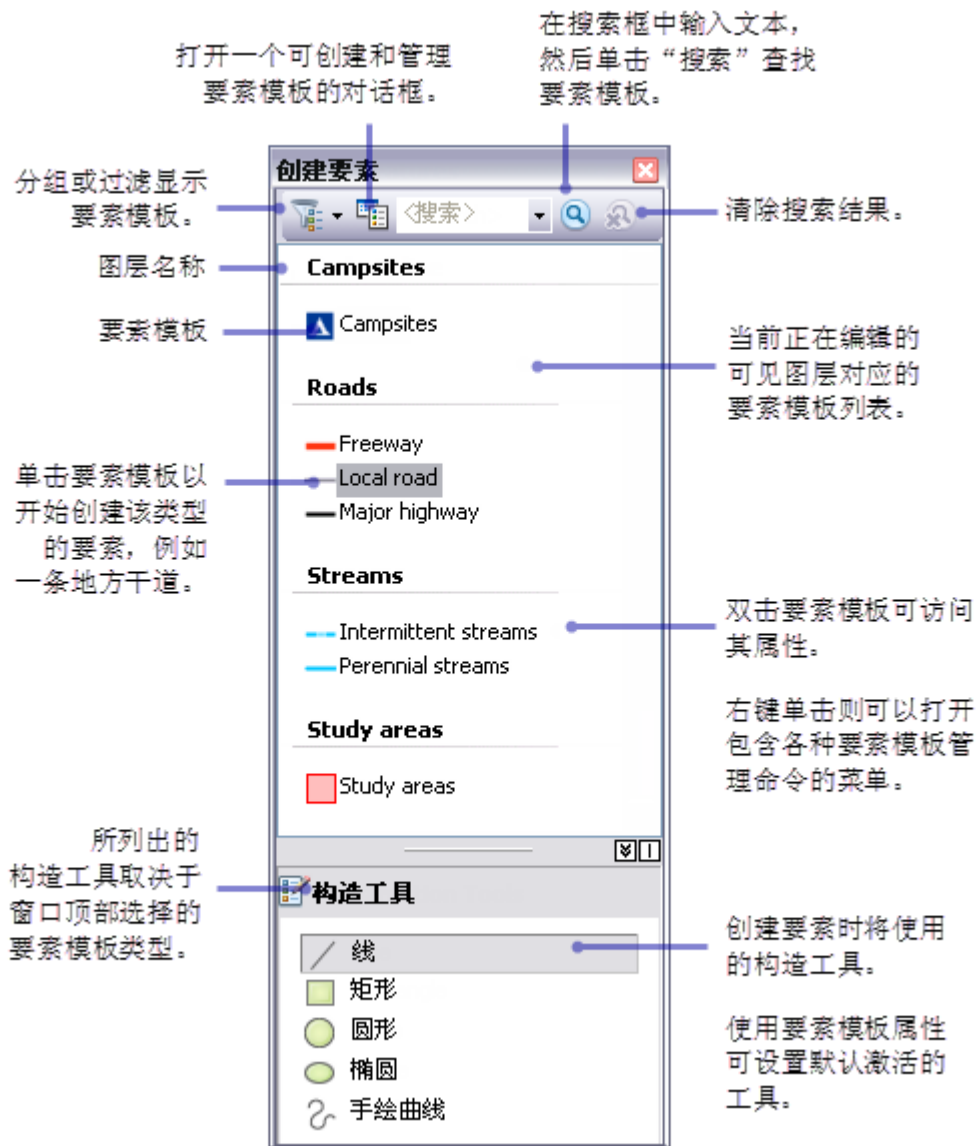 打开一个可创建和管理
要素模板的对话框。
在搜索框中输入文本，
然后单击“搜索”查找
要素模板。
分组或过滤显示
要素模板。
图层名称
要素模板
单击要素模板以
开始创建该类型
的要素，例如
一条地方干道。
所列出的
构造工具取决于
窗口顶部选择的
要素模板类型。
创建要素
<搜索>
Campsites
Campsites
Roads
Freeway
Local road
Major highway
Streams
Intermittent streams
Perennial streams
Study areas
Study areas
构造工具
线
矩形
圆形
椭圆
手绘曲线
清除搜索结果。
当前正在编辑的
可见图层对应的
要素模板列表。
双击要素模板可访问
其属性。
右键单击则可以打开
包含各种要素模板管
理命令的菜单。
创建要素时将使用
的构造工具。
使用要素模板属性
可设置默认激活的
工具。